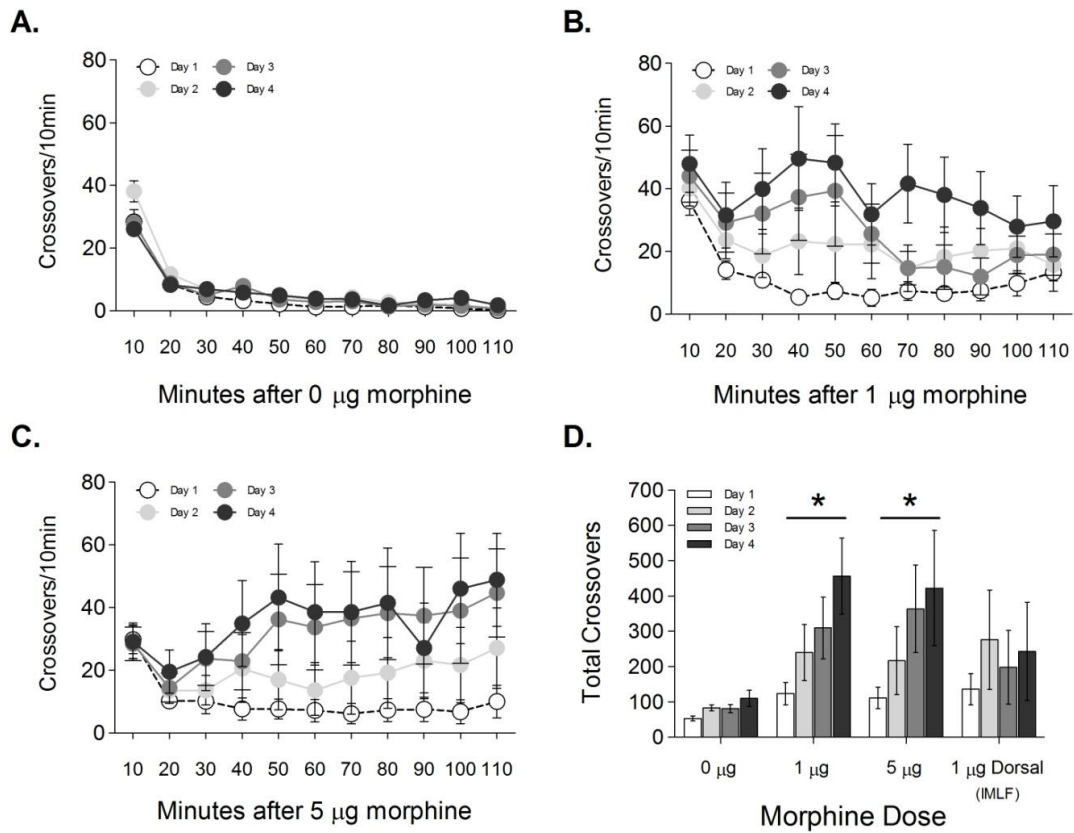 A.
80
60
40
20
0
Crossovers/10min
Day 1
Day 3
Day 2
Day 4
10 20 30 40 50 60 70 80 90 100 110
Minutes after 0 μg morphine
B.
80
60
40
20
0
Crossovers/10min
Day 1
Day 3
Day 2
Day 4
10 20 30 40 50 60 70 80 90 100 110
Minutes after 1 μg morphine
C.
80
60
40
20
0
Crossovers/10min
Day 1
Day 3
Day 2
Day 4
10 20 30 40 50 60 70 80 90 100 110
Minutes after 5 μg morphine
D.
700
600
500
400
300
200
100
0
Total Crossovers
Day 1
Day 2
Day 3
Day 4
* *
0 μg 1 μg 5 μg 1 μg Dorsal
(IMLF)
Morphine Dose